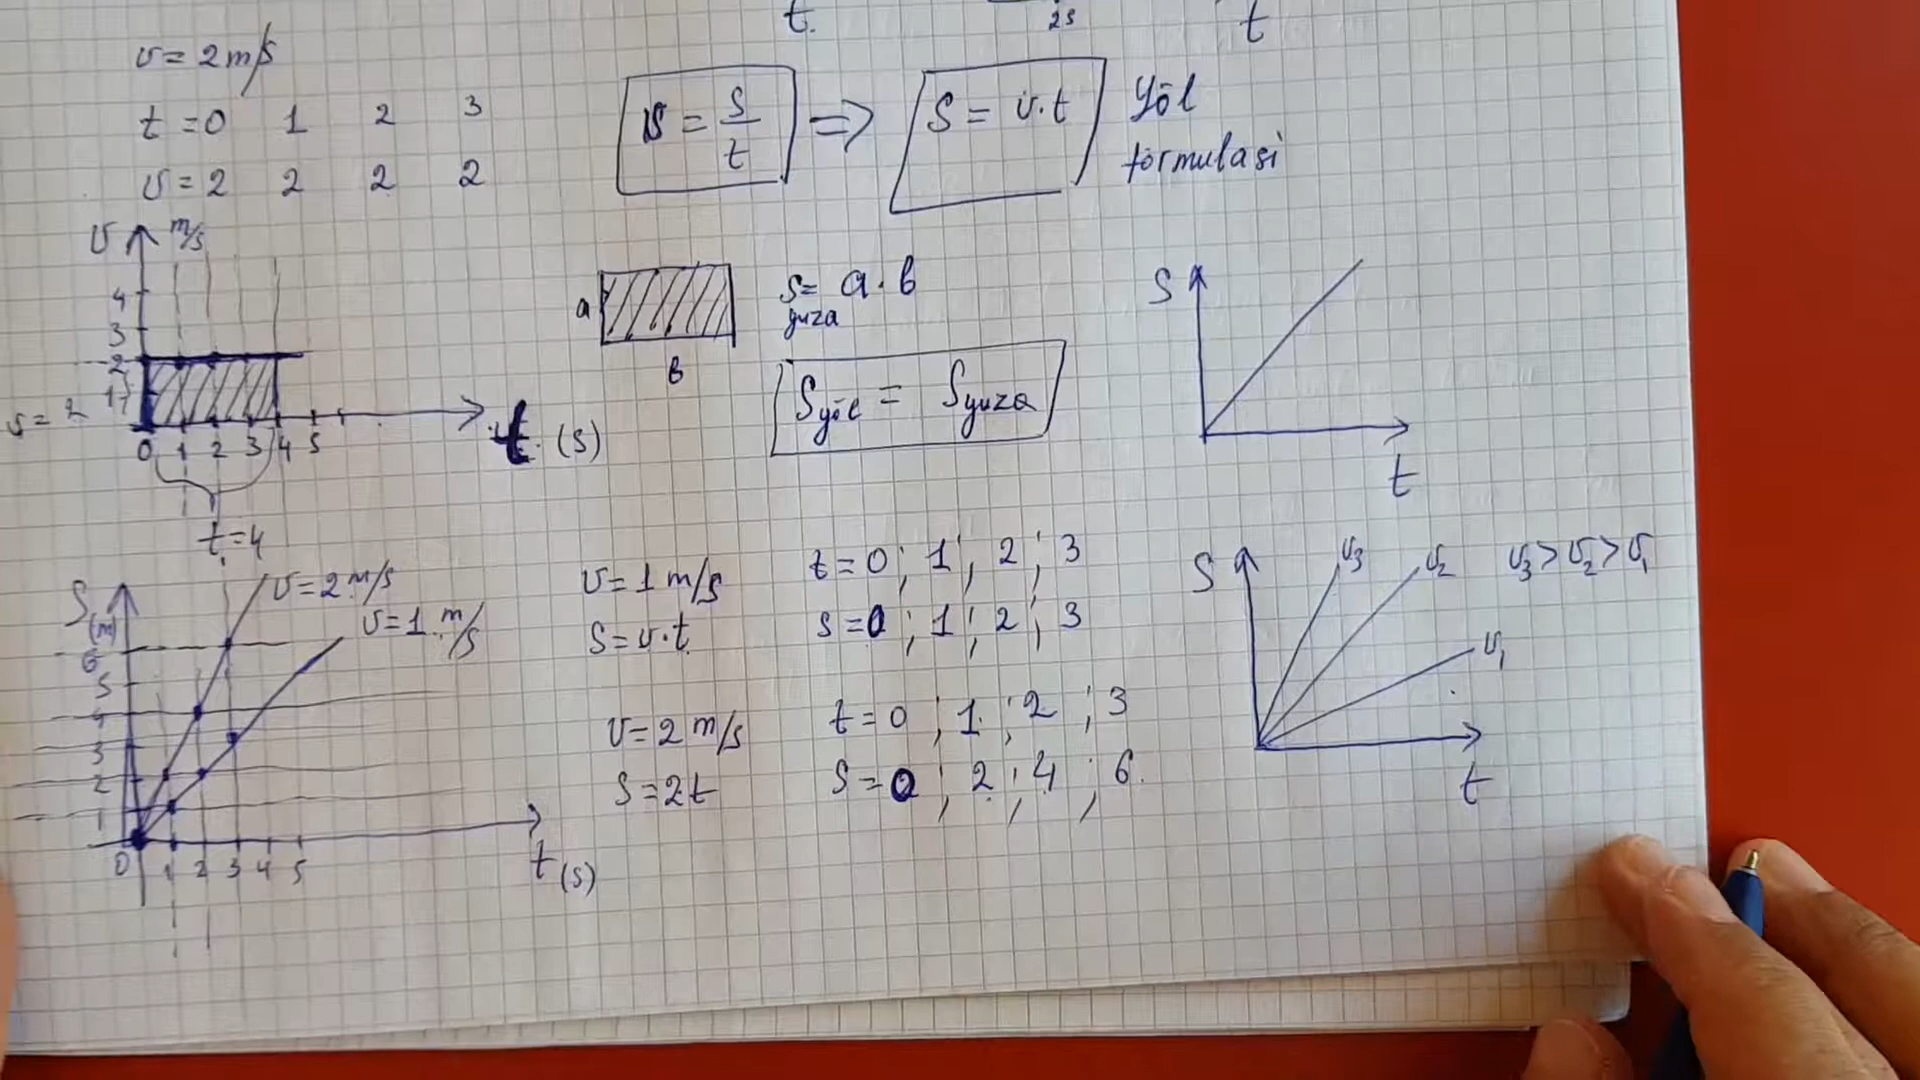 t. 2s t
v = 2 m/s
t = 0 1 2 3
v = 2 2 2 2
v = s/t => S = v·t Yōl
formulasi
v m/s
4
3
2
1
v = 2
0 1 2 3 4 5
t (s)
t = 4
a
b
S = a·b
yuza
Syōl = Syuza
S
t
S (m)
v = 2 m/s
v = 1 m/s
6
5
4
3
2
1
0 1 2 3 4 5
t (s)
v = 1 m/s t = 0 ; 1 ; 2 ; 3
S = v·t s = 0 ; 1 ; 2 ; 3
v = 2 m/s t = 0 ; 1 ; 2 ; 3
S = 2t S = 0 ; 2 ; 4 ; 6
S v₃ v₂ v₃ > v₂ > v₁
v₁
t